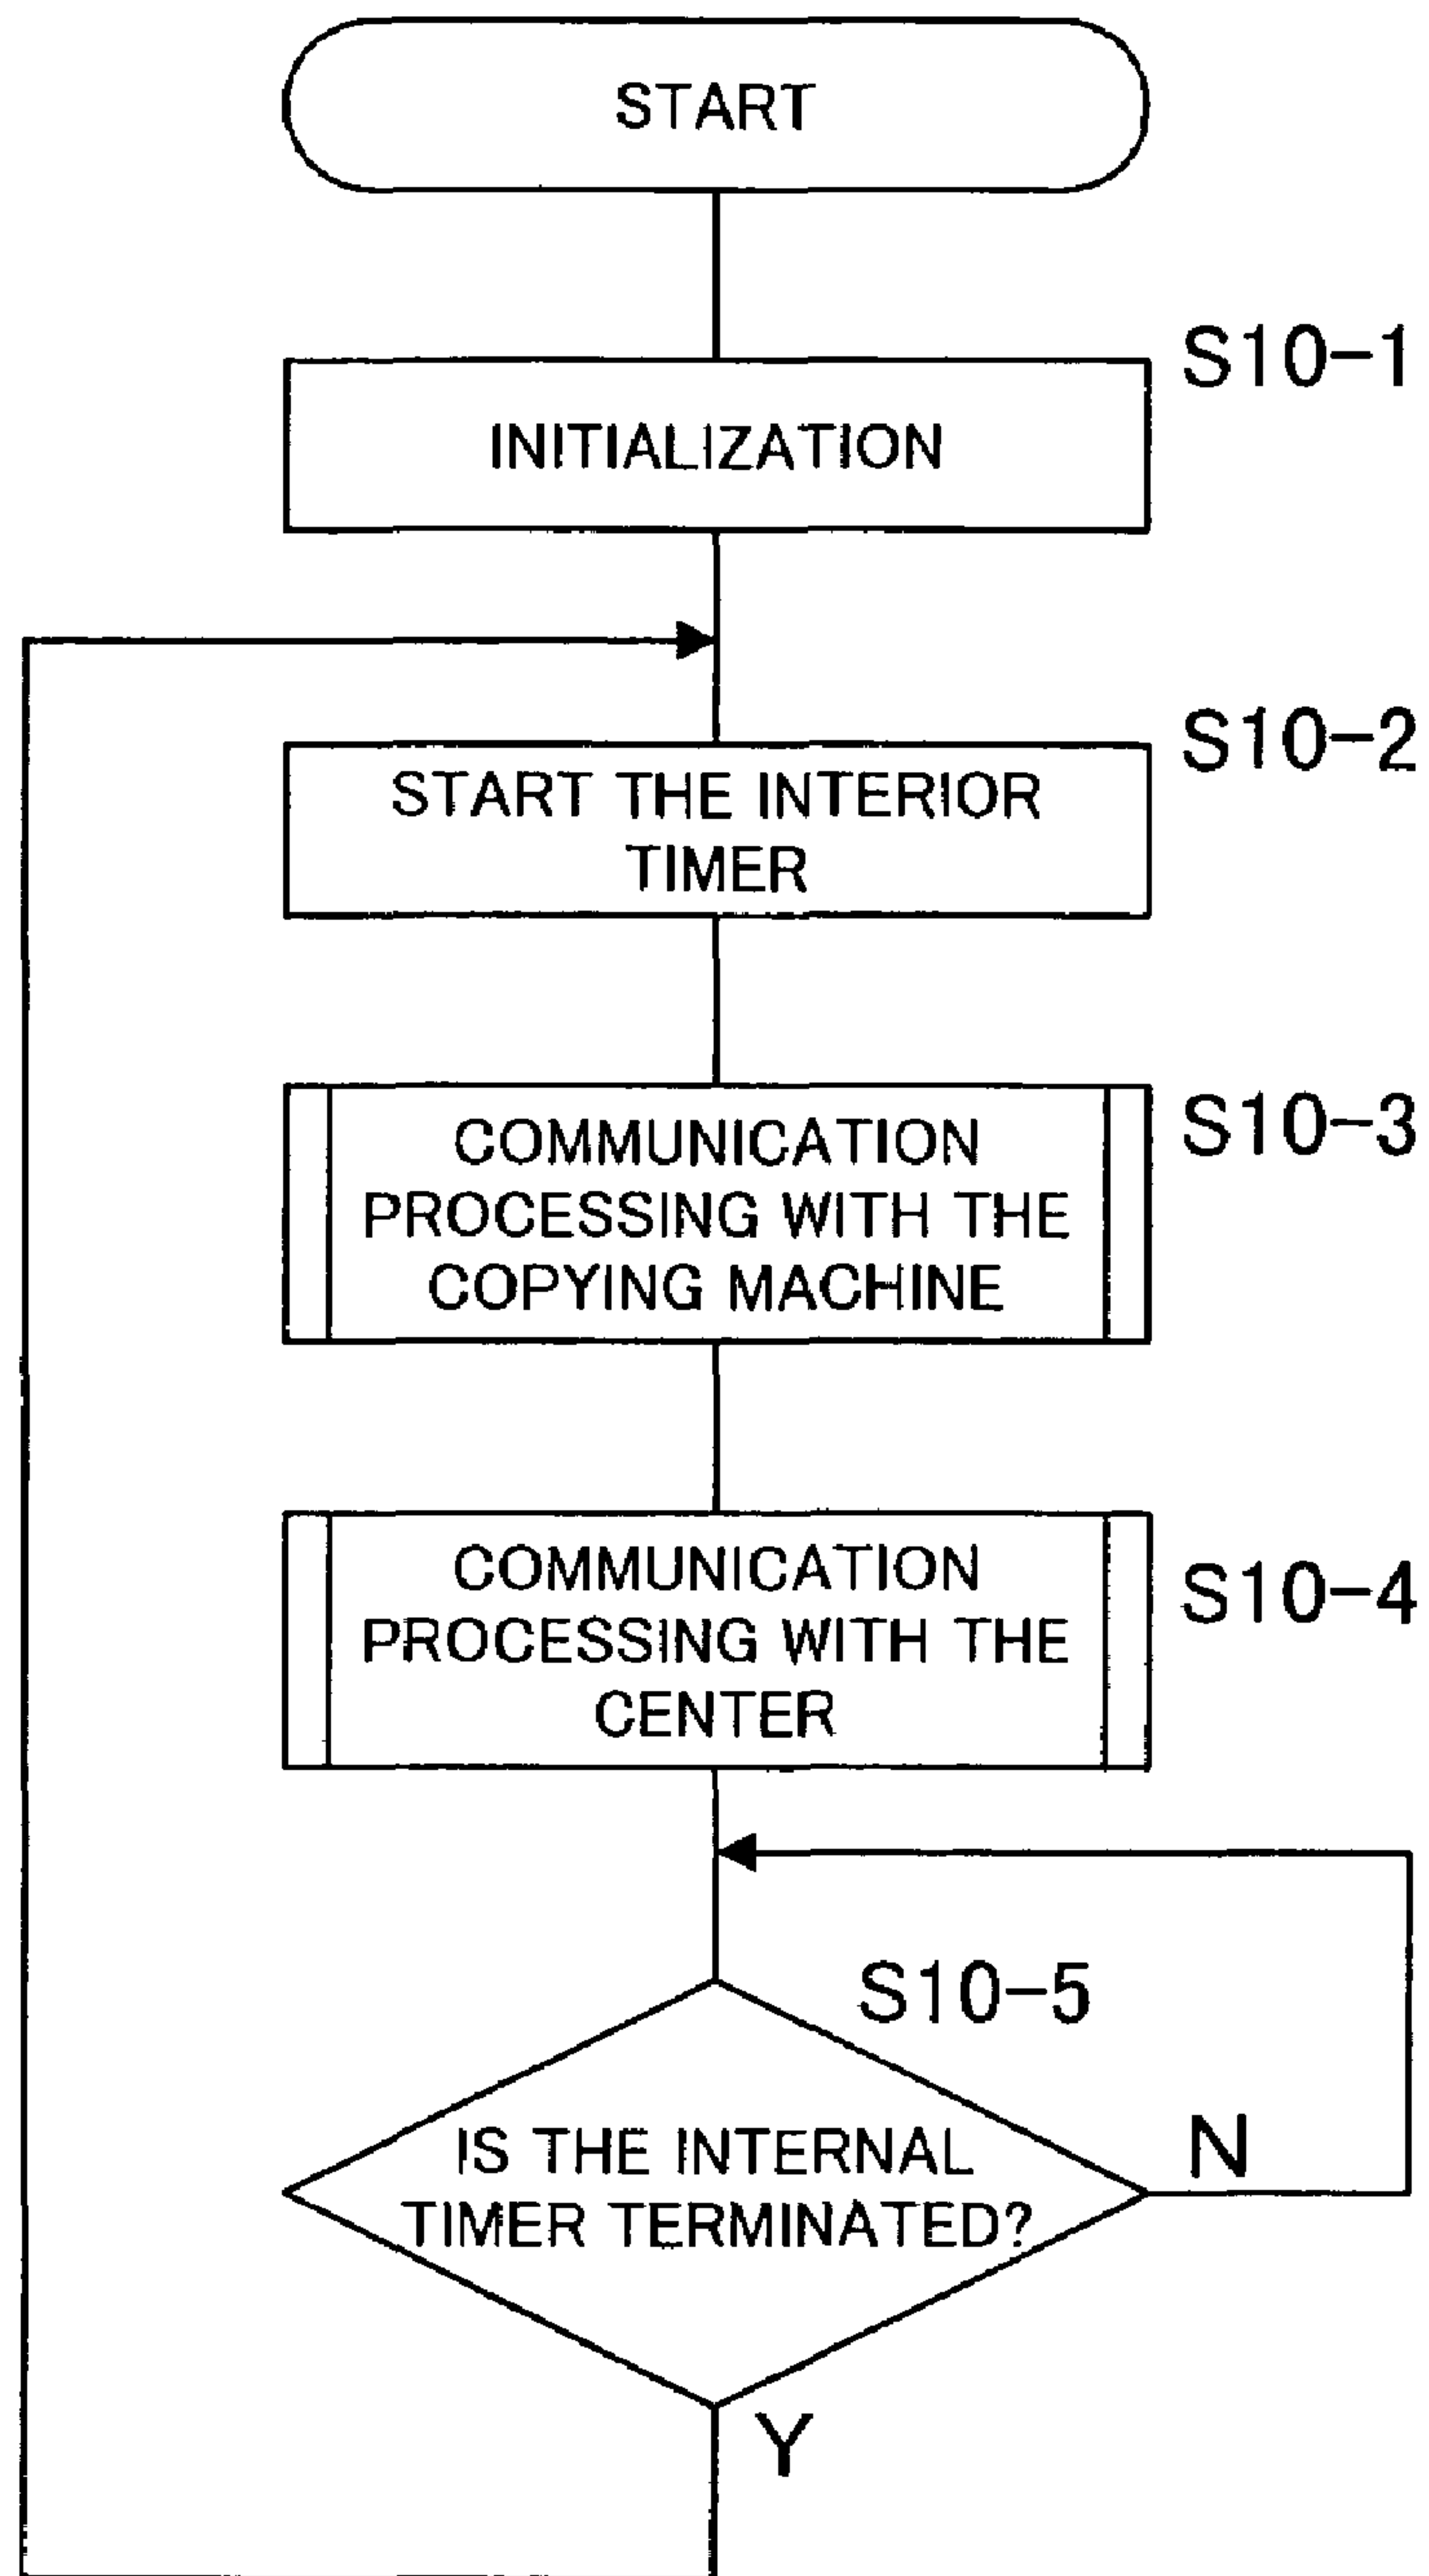 START
S10-1
INITIALIZATION
S10-2
START THE INTERIOR
TIMER
S10-3
COMMUNICATION
PROCESSING WITH THE
COPYING MACHINE
S10-4
COMMUNICATION
PROCESSING WITH THE
CENTER
S10-5
IS THE INTERNAL
TIMER TERMINATED?
N
Y